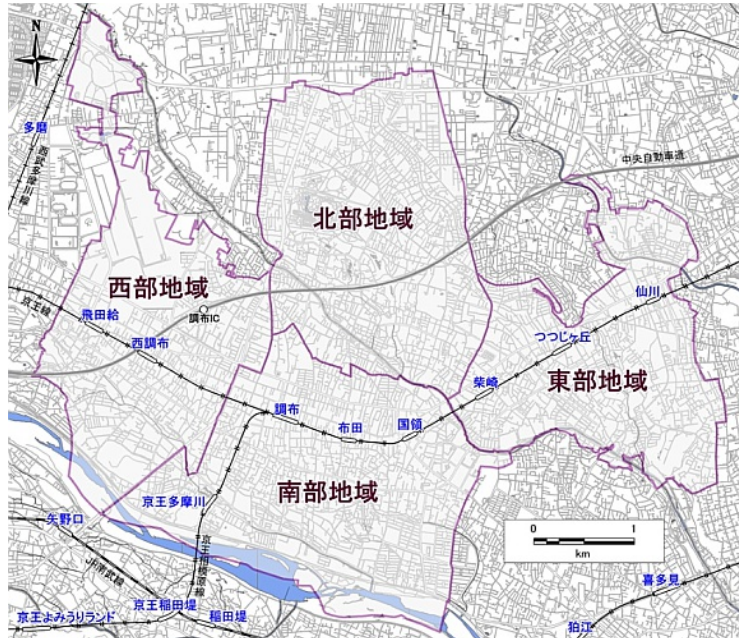 N
多磨
西武多摩川線
中央自動車道
北部地域
西部地域
調布IC
京王線
飛田給
西調布
仙川
つつじヶ丘
東部地域
柴崎
調布
布田
国領
南部地域
京王多摩川
矢野口
JR南武線
京王相模原線
京王よみうりランド
京王稲田堤
稲田堤
0
1
km
喜多見
狛江